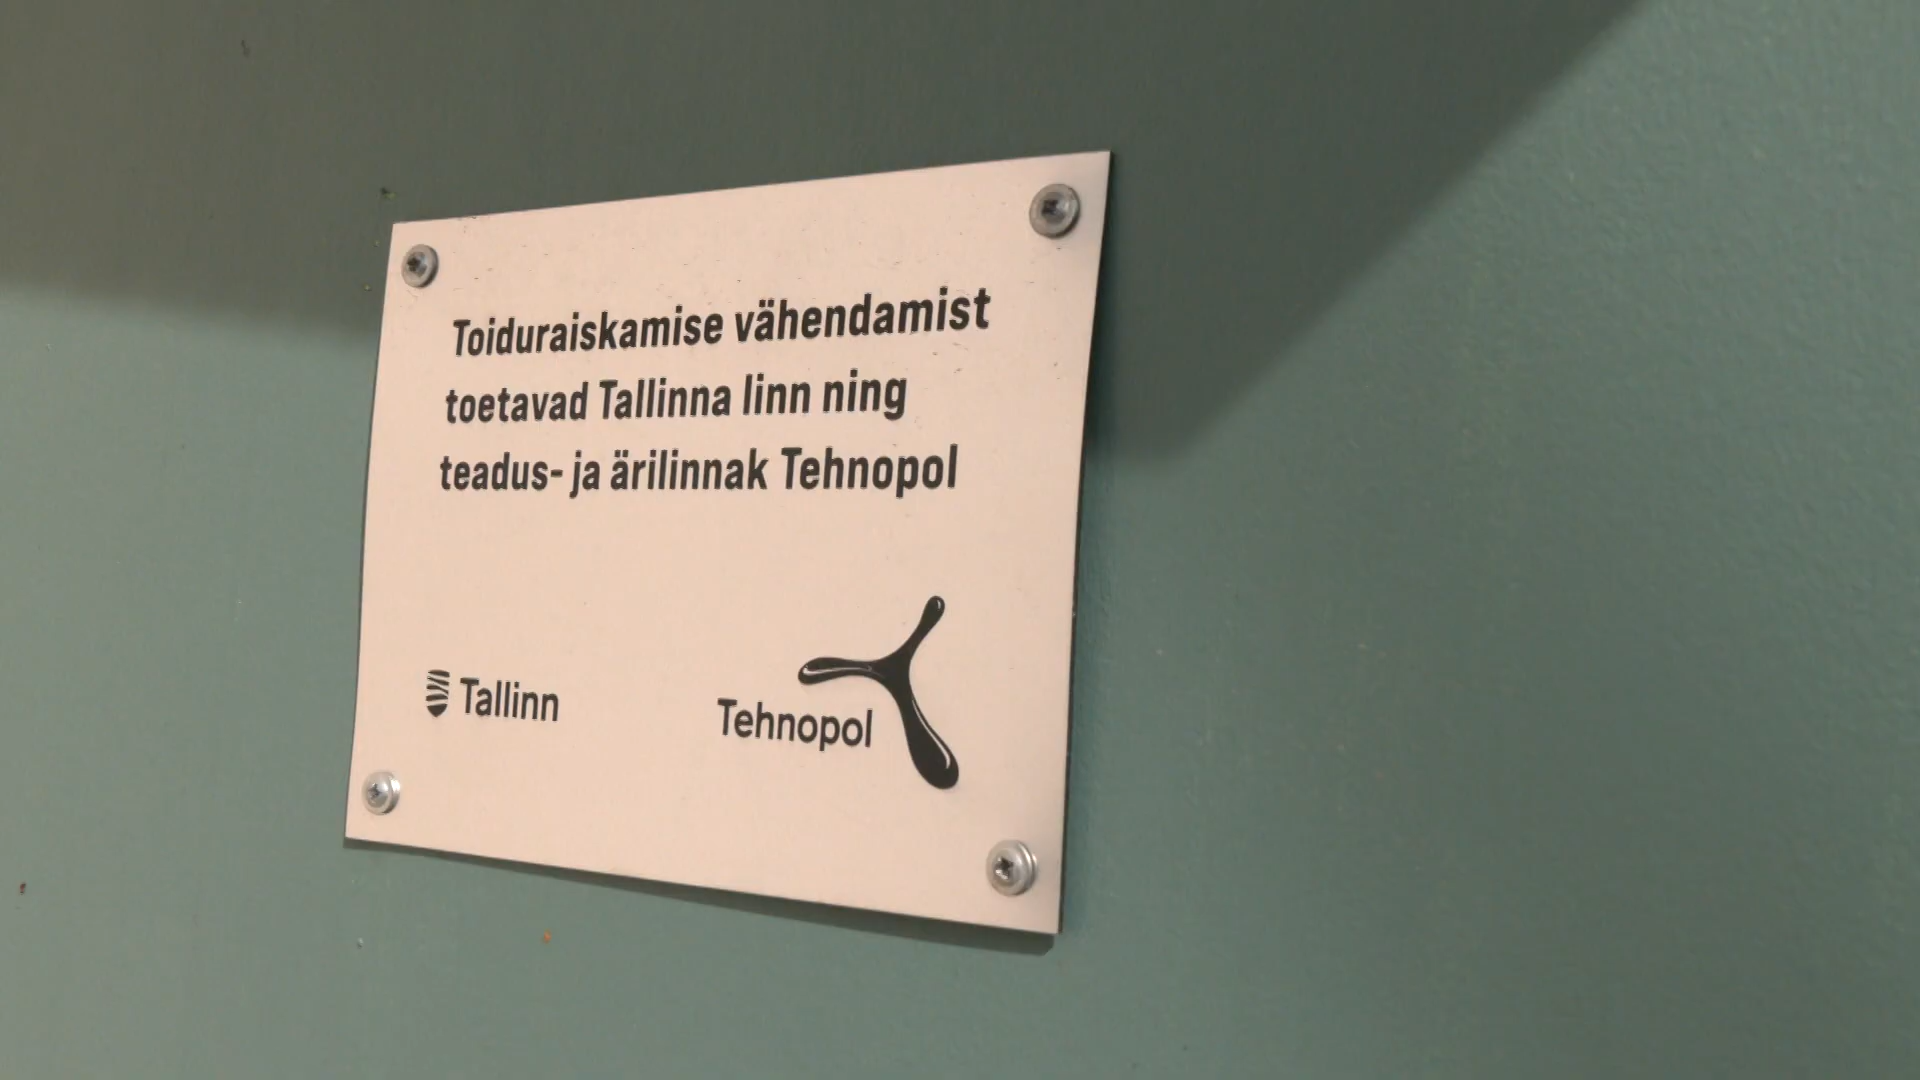 Toiduraiskamise vähendamist
toetavad Tallinna linn ning
teadus- ja ärilinnak Tehnopol
Tallinn
Tehnopol